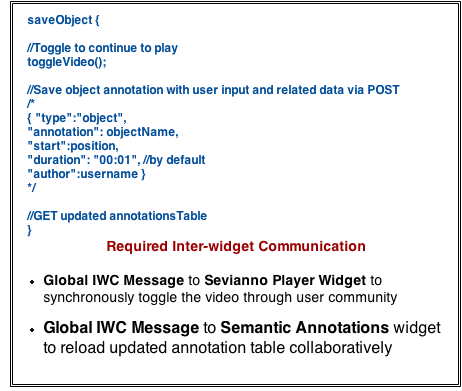 saveObject {
//Toggle to continue to play
toggleVideo();
//Save object annotation with user input and related data via POST
/*
{ "type":"object",
"annotation": objectName,
"start":position,
"duration": "00:01", //by default
"author":username }
*/
//GET updated annotationsTable
}
Required Inter-widget Communication
• Global IWC Message to Sevianno Player Widget to
synchronously toggle the video through user community
• Global IWC Message to Semantic Annotations widget
to reload updated annotation table collaboratively